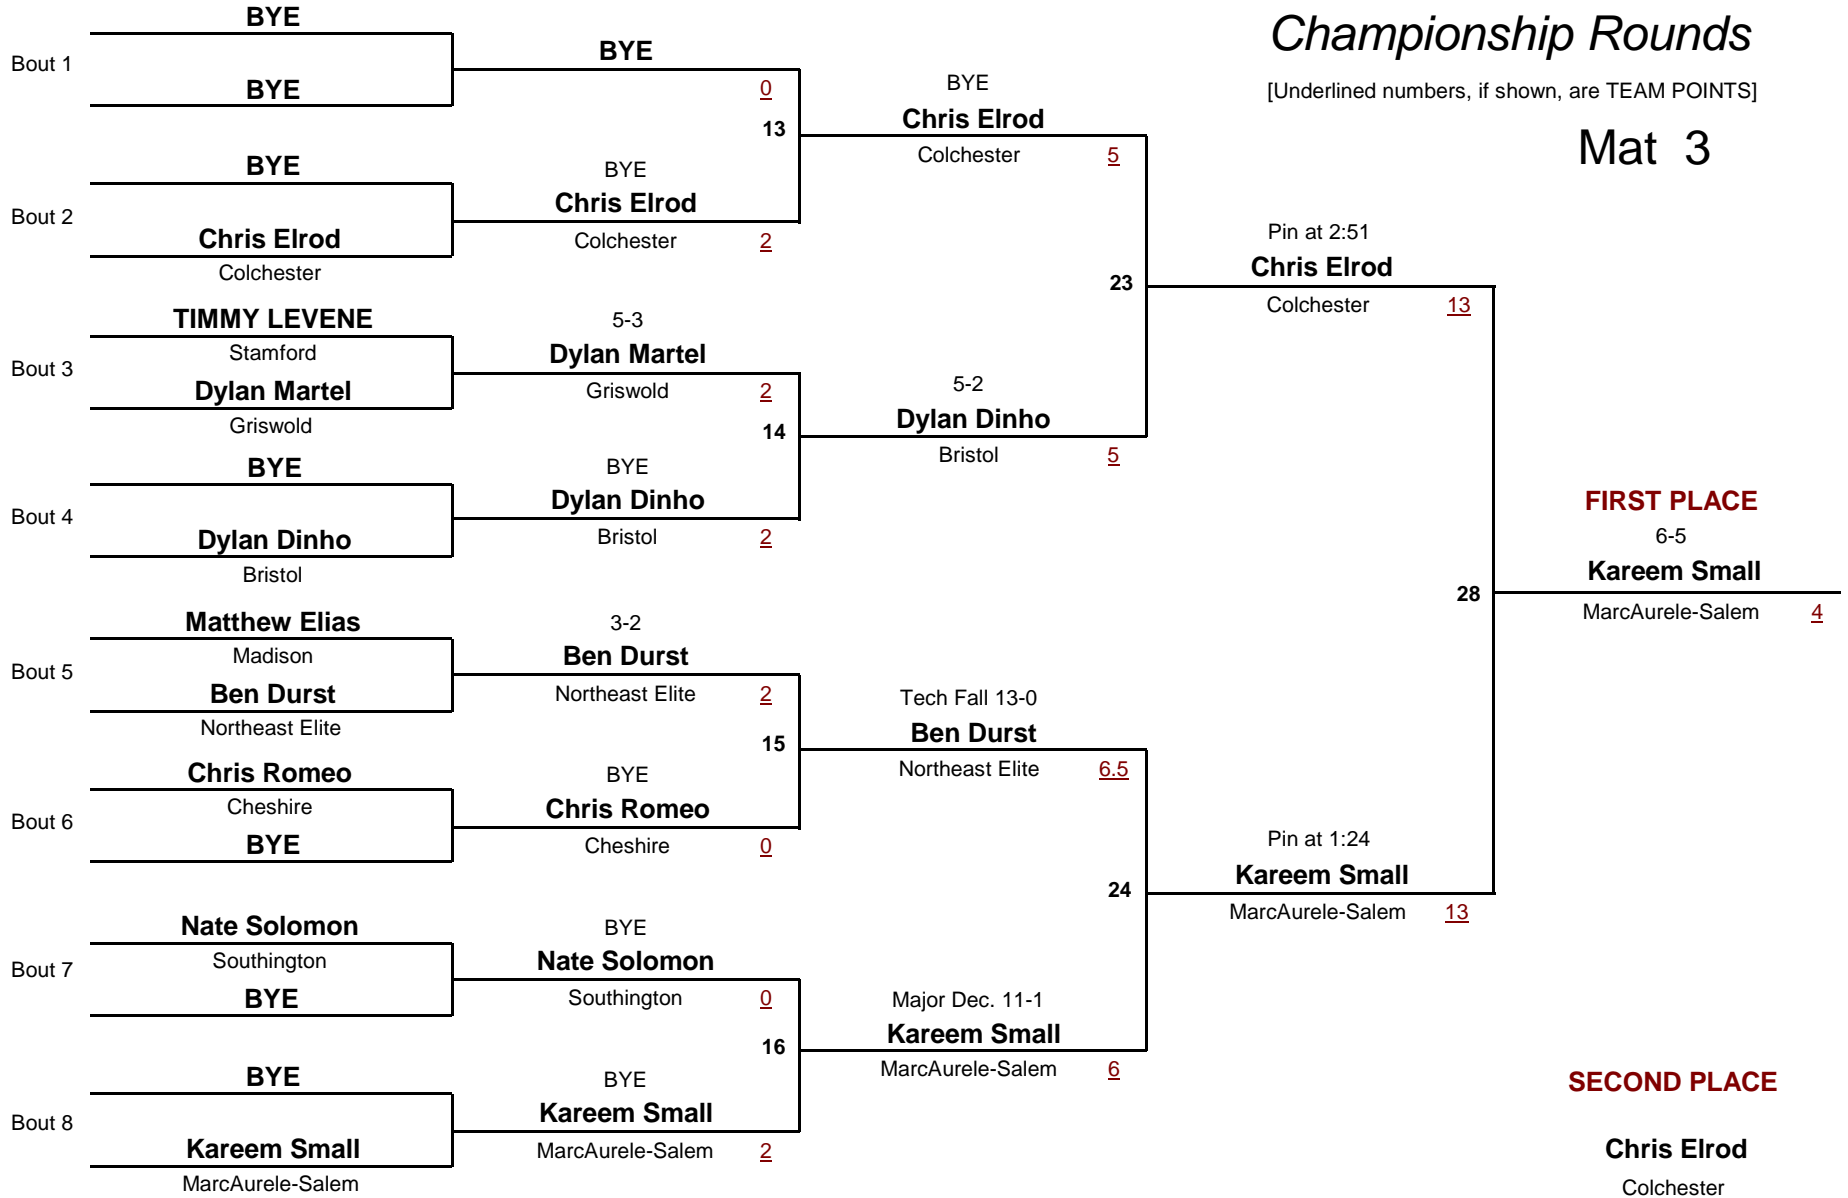 Championship Rounds
[Underlined numbers, if shown, are TEAM POINTS]
Mat 3
Bout 1
BYE
BYE
Bout 2
BYE
Chris Elrod
Colchester
Bout 3
TIMMY LEVENE
Stamford
Dylan Martel
Griswold
Bout 4
BYE
Dylan Dinho
Bristol
Bout 5
Matthew Elias
Madison
Ben Durst
Northeast Elite
Bout 6
Chris Romeo
Cheshire
BYE
Bout 7
Nate Solomon
Southington
BYE
Bout 8
BYE
Kareem Small
MarcAurele-Salem
BYE
0
13
BYE
Chris Elrod
Colchester 2
5-3
Dylan Martel
Griswold 2
14
BYE
Dylan Dinho
Bristol 2
3-2
Ben Durst
Northeast Elite 2
15
BYE
Chris Romeo
Cheshire 0
BYE
Nate Solomon
Southington 0
16
BYE
Kareem Small
MarcAurele-Salem 2
BYE
Chris Elrod
Colchester 5
23
5-2
Dylan Dinho
Bristol 5
Tech Fall 13-0
Ben Durst
Northeast Elite 6.5
24
Major Dec. 11-1
Kareem Small
MarcAurele-Salem 6
Pin at 2:51
Chris Elrod
Colchester 13
28
Pin at 1:24
Kareem Small
MarcAurele-Salem 13
FIRST PLACE
6-5
Kareem Small
MarcAurele-Salem 4
SECOND PLACE
Chris Elrod
Colchester